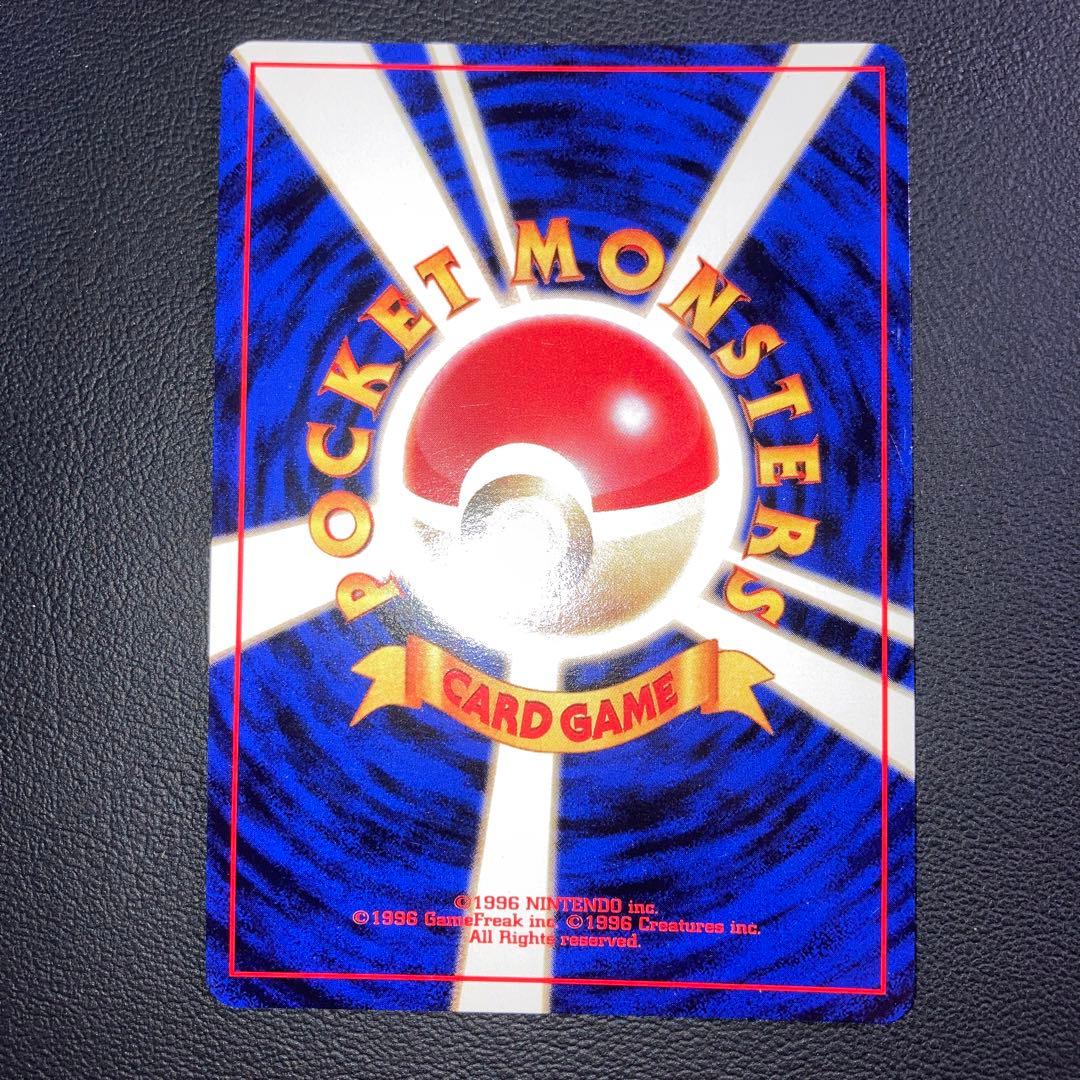 POCKET MONSTERS
CARD GAME
©1996 NINTENDO inc.
©1996 GameFreak inc. ©1996 Creatures inc.
All Rights reserved.